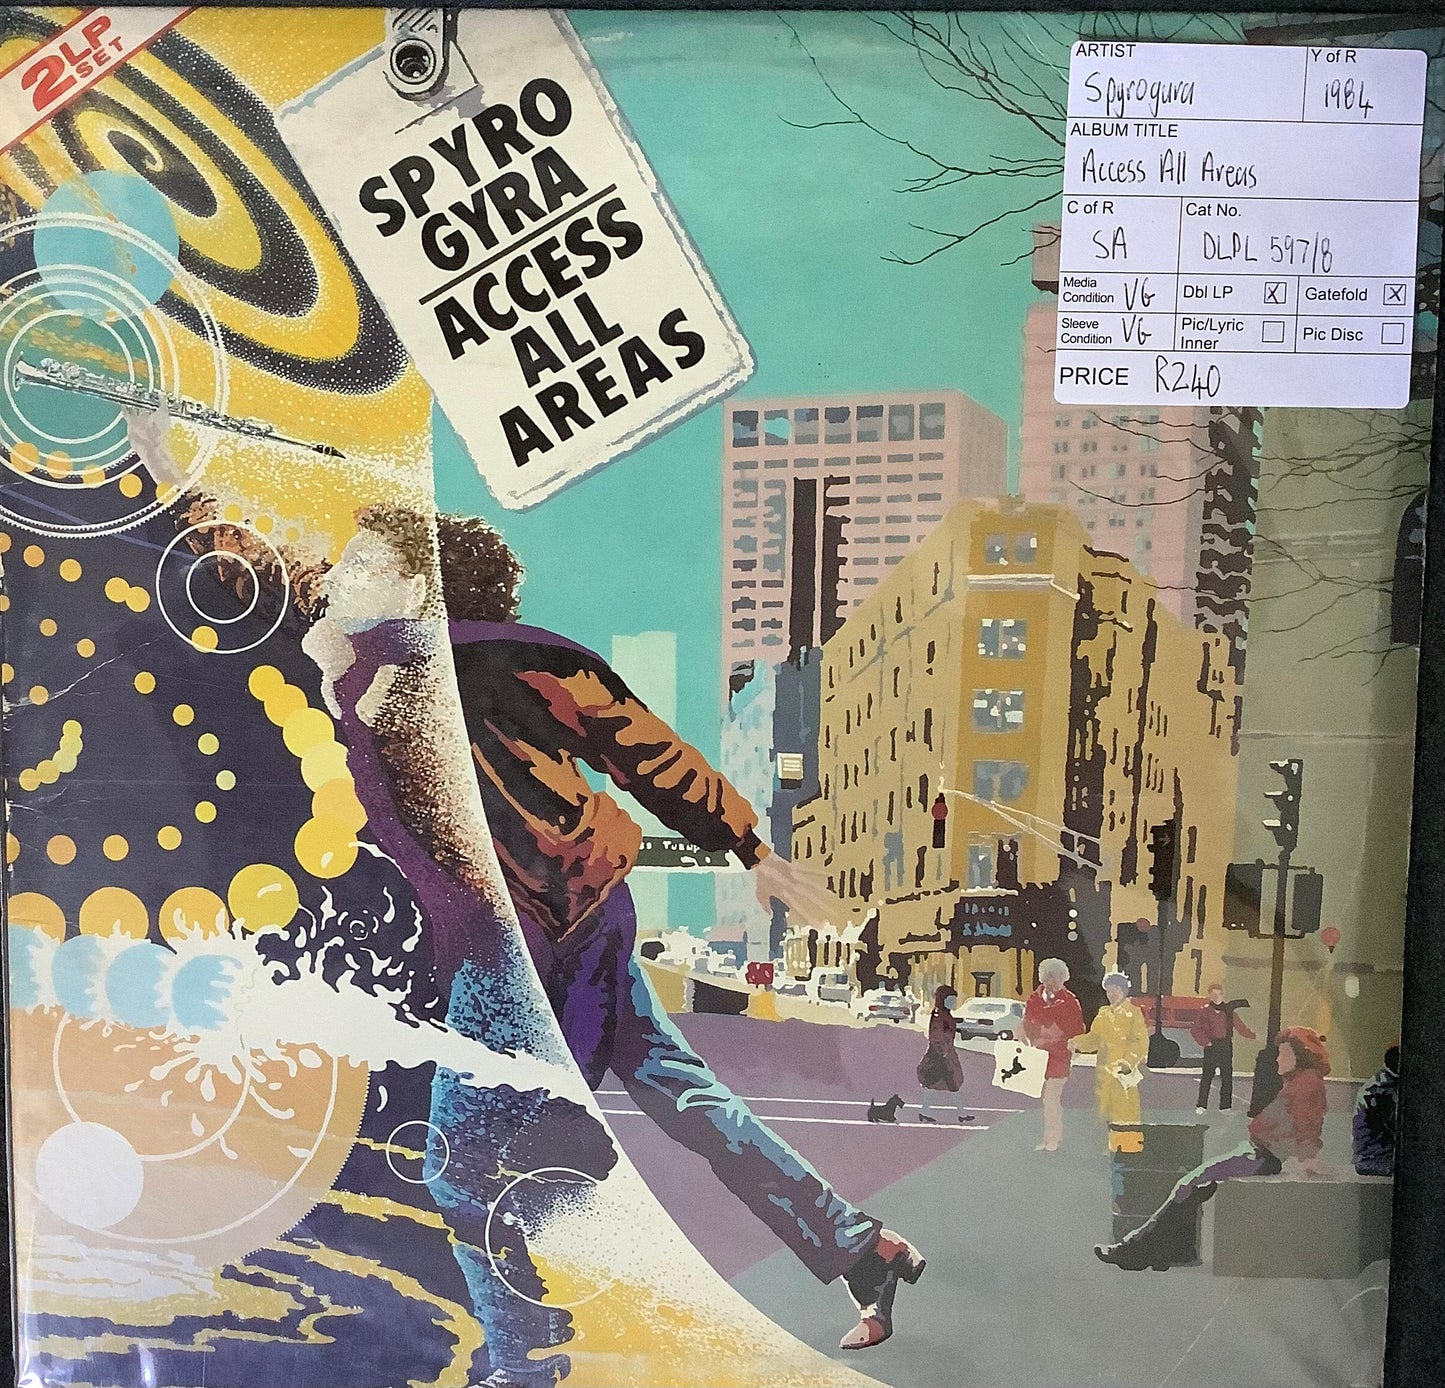 2LP
SET
SPYRO
GYRA
ACCESS
ALL
AREAS
ARTIST
Spyrogura
Y of R
1984
ALBUM TITLE
Access All Areas
C of R
SA
Cat No.
DLPL 597/8
Media
Condition VG
Dbl LP X
Gatefold X
Sleeve
Condition VG
Pic/Lyric
Inner
Pic Disc
PRICE R240